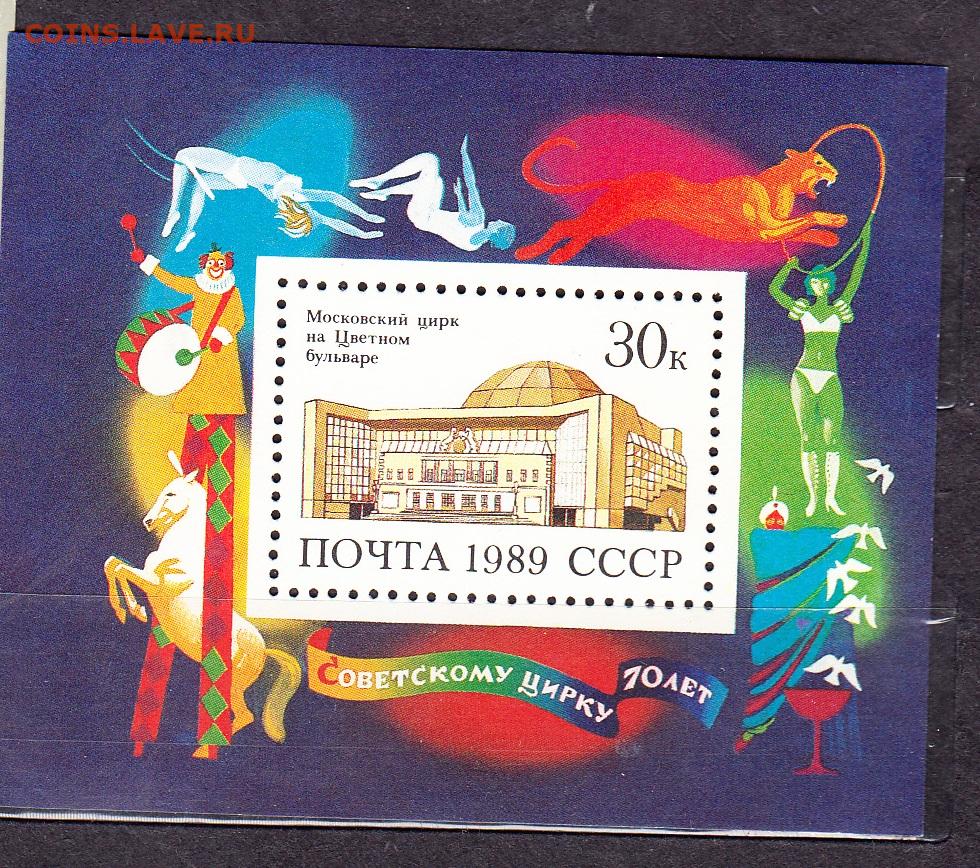 COINS.LAVE.RU
Московский цирк
на Цветном
бульваре
30к
ПОЧТА 1989 СССР
СОВЕТСКОМУ ЦИРКУ 70 ЛЕТ